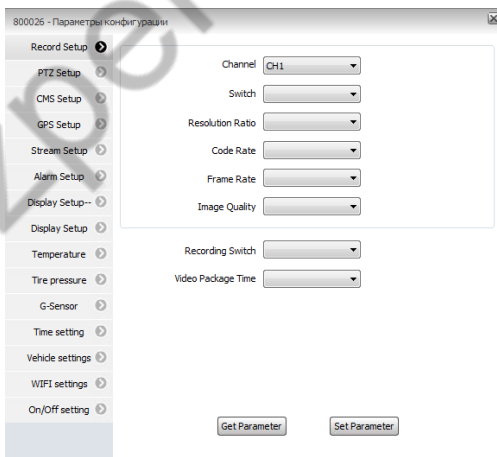 800026 - Параметры конфигурации
Record Setup
PTZ Setup
CMS Setup
GPS Setup
Stream Setup
Alarm Setup
Display Setup--
Display Setup
Temperature
Tire pressure
G-Sensor
Time setting
Vehicle settings
WIFI settings
On/Off setting
Channel CH1
Switch
Resolution Ratio
Code Rate
Frame Rate
Image Quality
Recording Switch
Video Package Time
Get Parameter Set Parameter